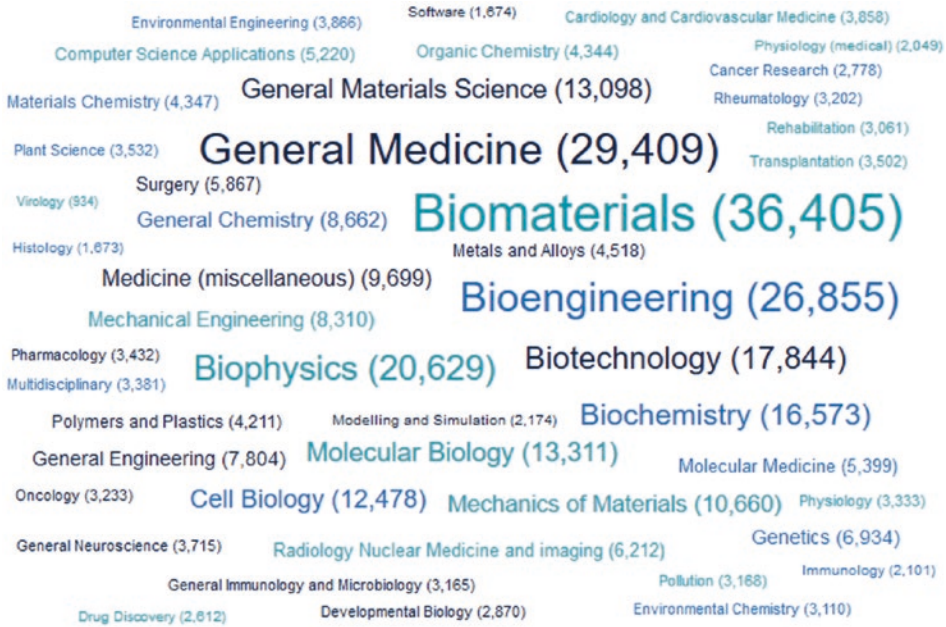 Software (1,674)
Environmental Engineering (3,866)
Cardiology and Cardiovascular Medicine (3,858)
Computer Science Applications (5,220)
Organic Chemistry (4,344)
Physiology (medical) (2,049)
General Materials Science (13,098)
Cancer Research (2,778)
Materials Chemistry (4,347)
Rheumatology (3,202)
Rehabilitation (3,061)
Plant Science (3,532)
General Medicine (29,409)
Transplantation (3,502)
Surgery (5,867)
Virology (934)
General Chemistry (8,662)
Biomaterials (36,405)
Histology (1,673)
Metals and Alloys (4,518)
Medicine (miscellaneous) (9,699)
Bioengineering (26,855)
Mechanical Engineering (8,310)
Pharmacology (3,432)
Biophysics (20,629)
Biotechnology (17,844)
Multidisciplinary (3,381)
Polymers and Plastics (4,211)
Modelling and Simulation (2,174)
Biochemistry (16,573)
General Engineering (7,804)
Molecular Biology (13,311)
Molecular Medicine (5,399)
Oncology (3,233)
Cell Biology (12,478)
Mechanics of Materials (10,660)
Physiology (3,333)
General Neuroscience (3,715)
Radiology Nuclear Medicine and imaging (6,212)
Genetics (6,934)
Immunology (2,101)
General Immunology and Microbiology (3,165)
Pollution (3,168)
Drug Discovery (2,612)
Developmental Biology (2,870)
Environmental Chemistry (3,110)